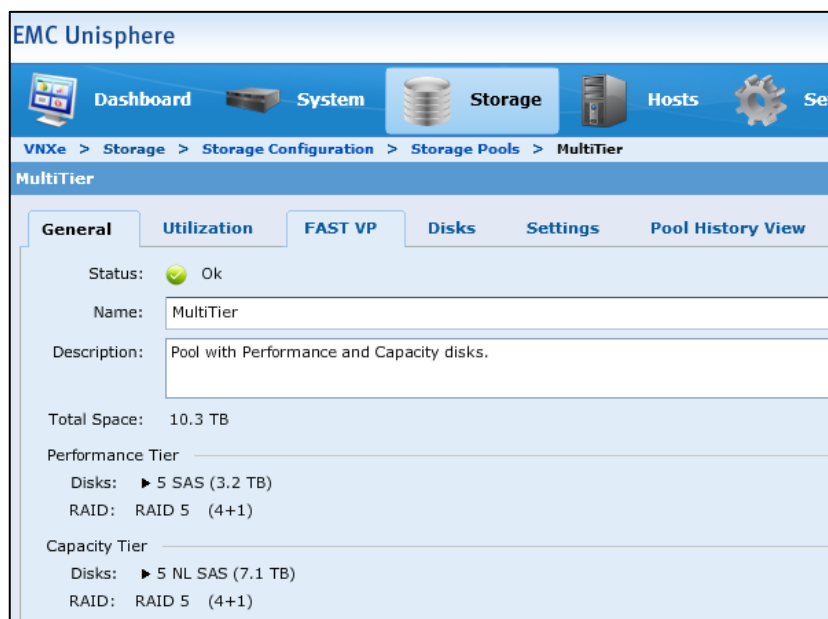 EMC Unisphere
Dashboard System Storage Hosts Se
VNXe > Storage > Storage Configuration > Storage Pools > MultiTier
MultiTier
General Utilization FAST VP Disks Settings Pool History View
Status: Ok
Name: MultiTier
Description: Pool with Performance and Capacity disks.
Total Space: 10.3 TB
Performance Tier
Disks: ▶ 5 SAS (3.2 TB)
RAID: RAID 5 (4+1)
Capacity Tier
Disks: ▶ 5 NL SAS (7.1 TB)
RAID: RAID 5 (4+1)